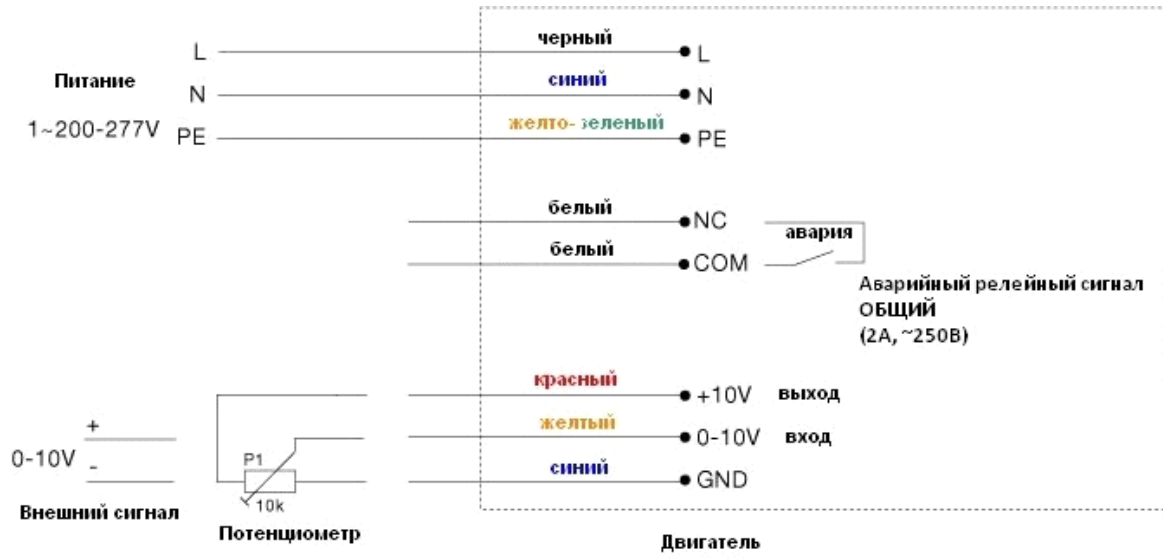 черный
L
L
Питание
синий
N
N
1~200-277V
желто- зеленый
PE
PE
белый
NC
авария
белый
COM
Аварийный релейный сигнал
ОБЩИЙ
(2А, ~250В)
красный
+10V выход
+
желтый
0-10V вход
0-10V
-
P1
синий
GND
10k
Внешний сигнал
Потенциометр
Двигатель